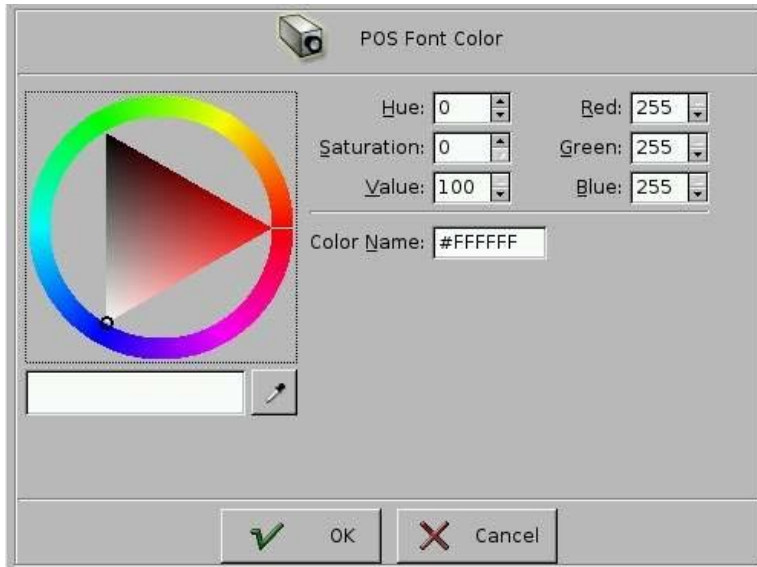 POS Font Color
Hue: 0 Red: 255
Saturation: 0 Green: 255
Value: 100 Blue: 255
Color Name: #FFFFFF
OK Cancel